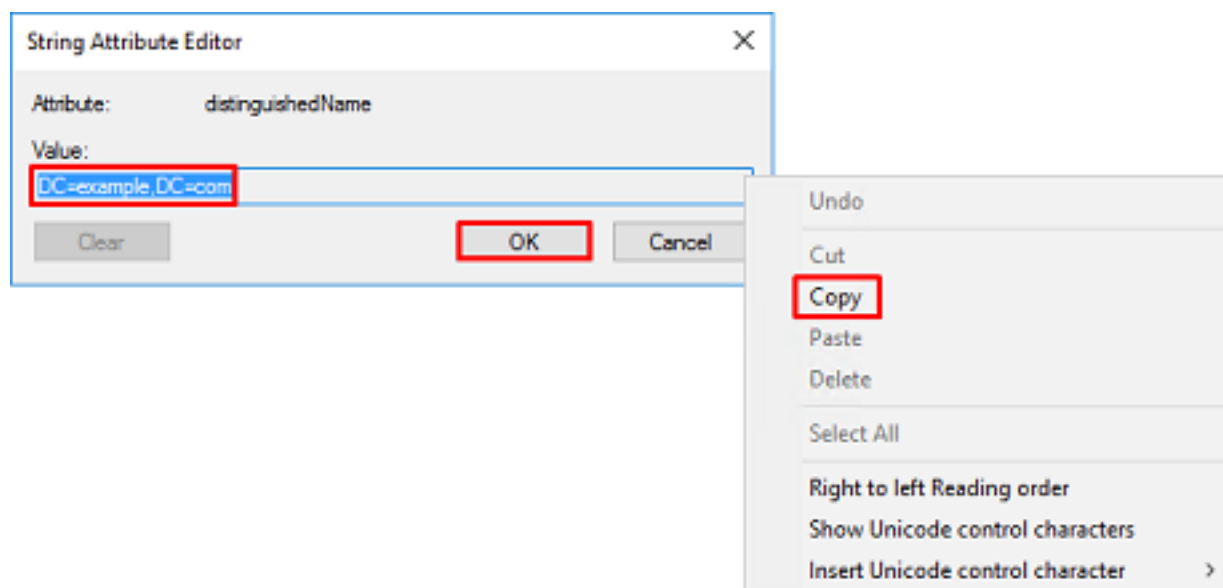 String Attribute Editor
Attribute: distinguishedName
Value:
DC=example,DC=com
Clear OK Cancel
Undo
Cut
Copy
Paste
Delete
Select All
Right to left Reading order
Show Unicode control characters
Insert Unicode control character >